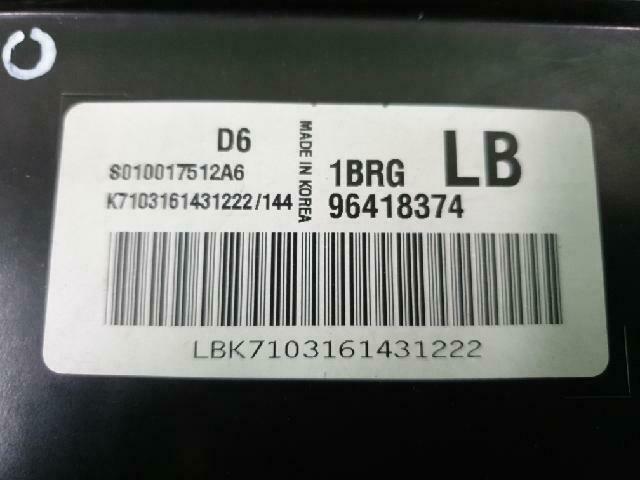 D6
S010017512A6
K7103161431222/144
MADE IN KOREA
1BRG
LB
96418374
LBK7103161431222